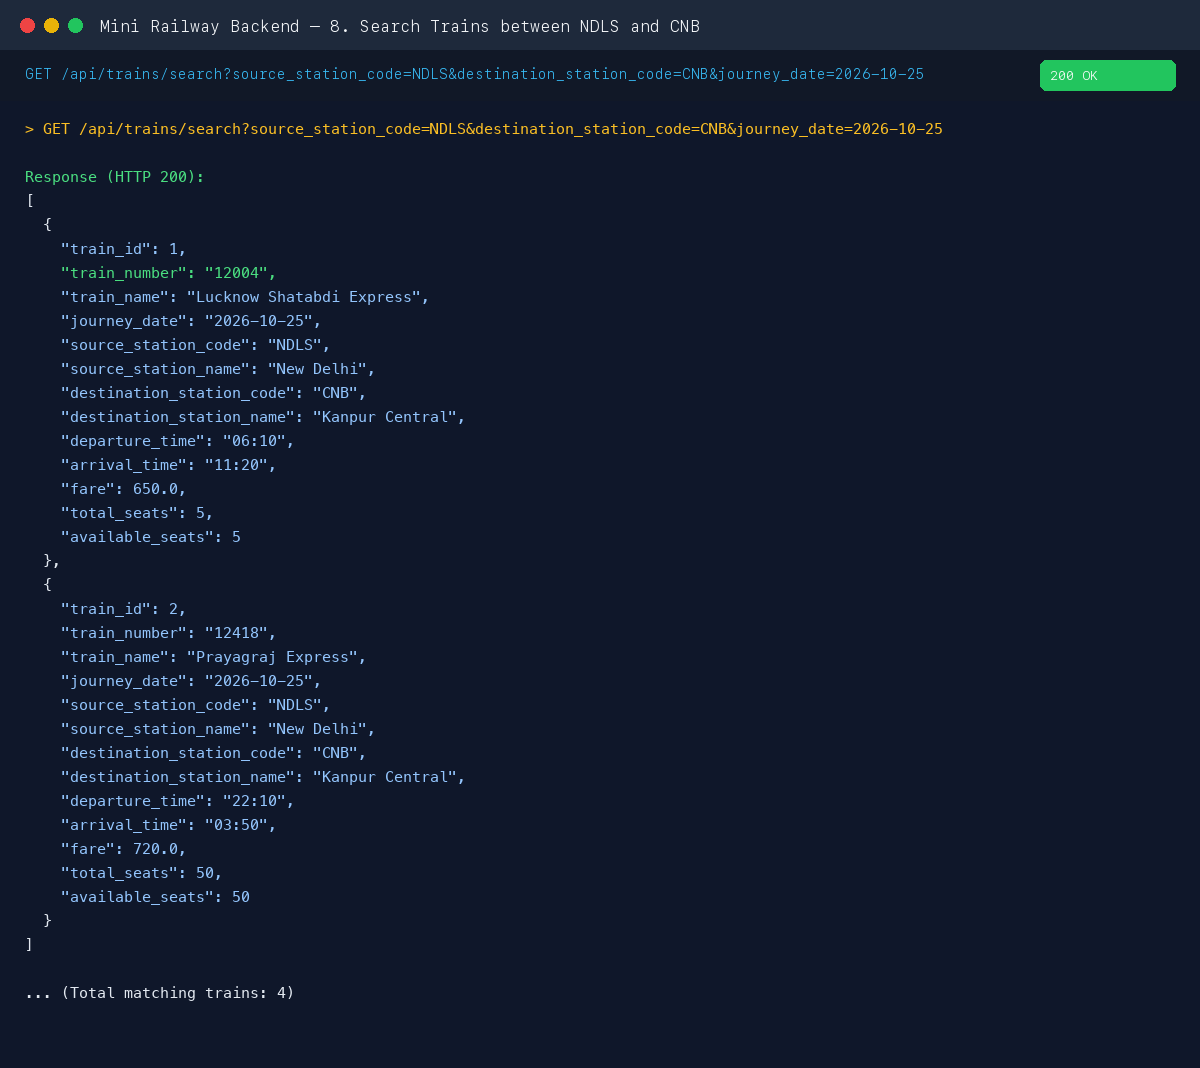 Mini Railway Backend — 8. Search Trains between NDLS and CNB
GET /api/trains/search?source_station_code=NDLS&destination_station_code=CNB&journey_date=2026-10-25
200 OK
> GET /api/trains/search?source_station_code=NDLS&destination_station_code=CNB&journey_date=2026-10-25
Response (HTTP 200):
[
  {
    "train_id": 1,
    "train_number": "12004",
    "train_name": "Lucknow Shatabdi Express",
    "journey_date": "2026-10-25",
    "source_station_code": "NDLS",
    "source_station_name": "New Delhi",
    "destination_station_code": "CNB",
    "destination_station_name": "Kanpur Central",
    "departure_time": "06:10",
    "arrival_time": "11:20",
    "fare": 650.0,
    "total_seats": 5,
    "available_seats": 5
  },
  {
    "train_id": 2,
    "train_number": "12418",
    "train_name": "Prayagraj Express",
    "journey_date": "2026-10-25",
    "source_station_code": "NDLS",
    "source_station_name": "New Delhi",
    "destination_station_code": "CNB",
    "destination_station_name": "Kanpur Central",
    "departure_time": "22:10",
    "arrival_time": "03:50",
    "fare": 720.0,
    "total_seats": 50,
    "available_seats": 50
  }
]
... (Total matching trains: 4)